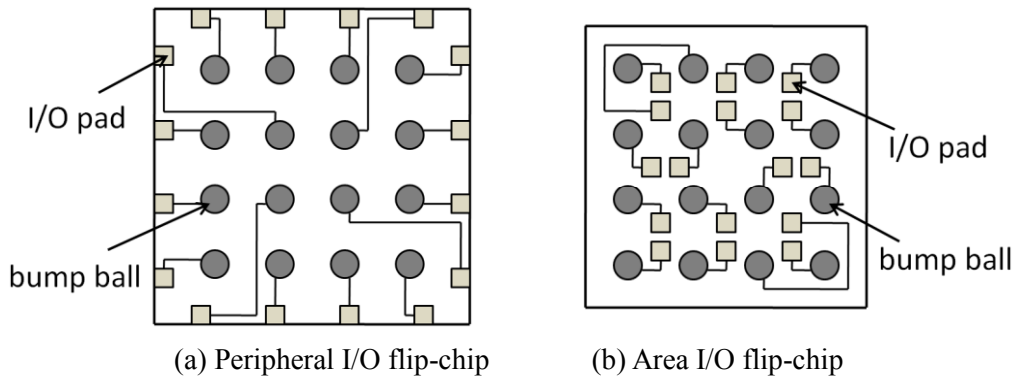 I/O pad
bump ball
I/O pad
bump ball
(a) Peripheral I/O flip-chip
(b) Area I/O flip-chip